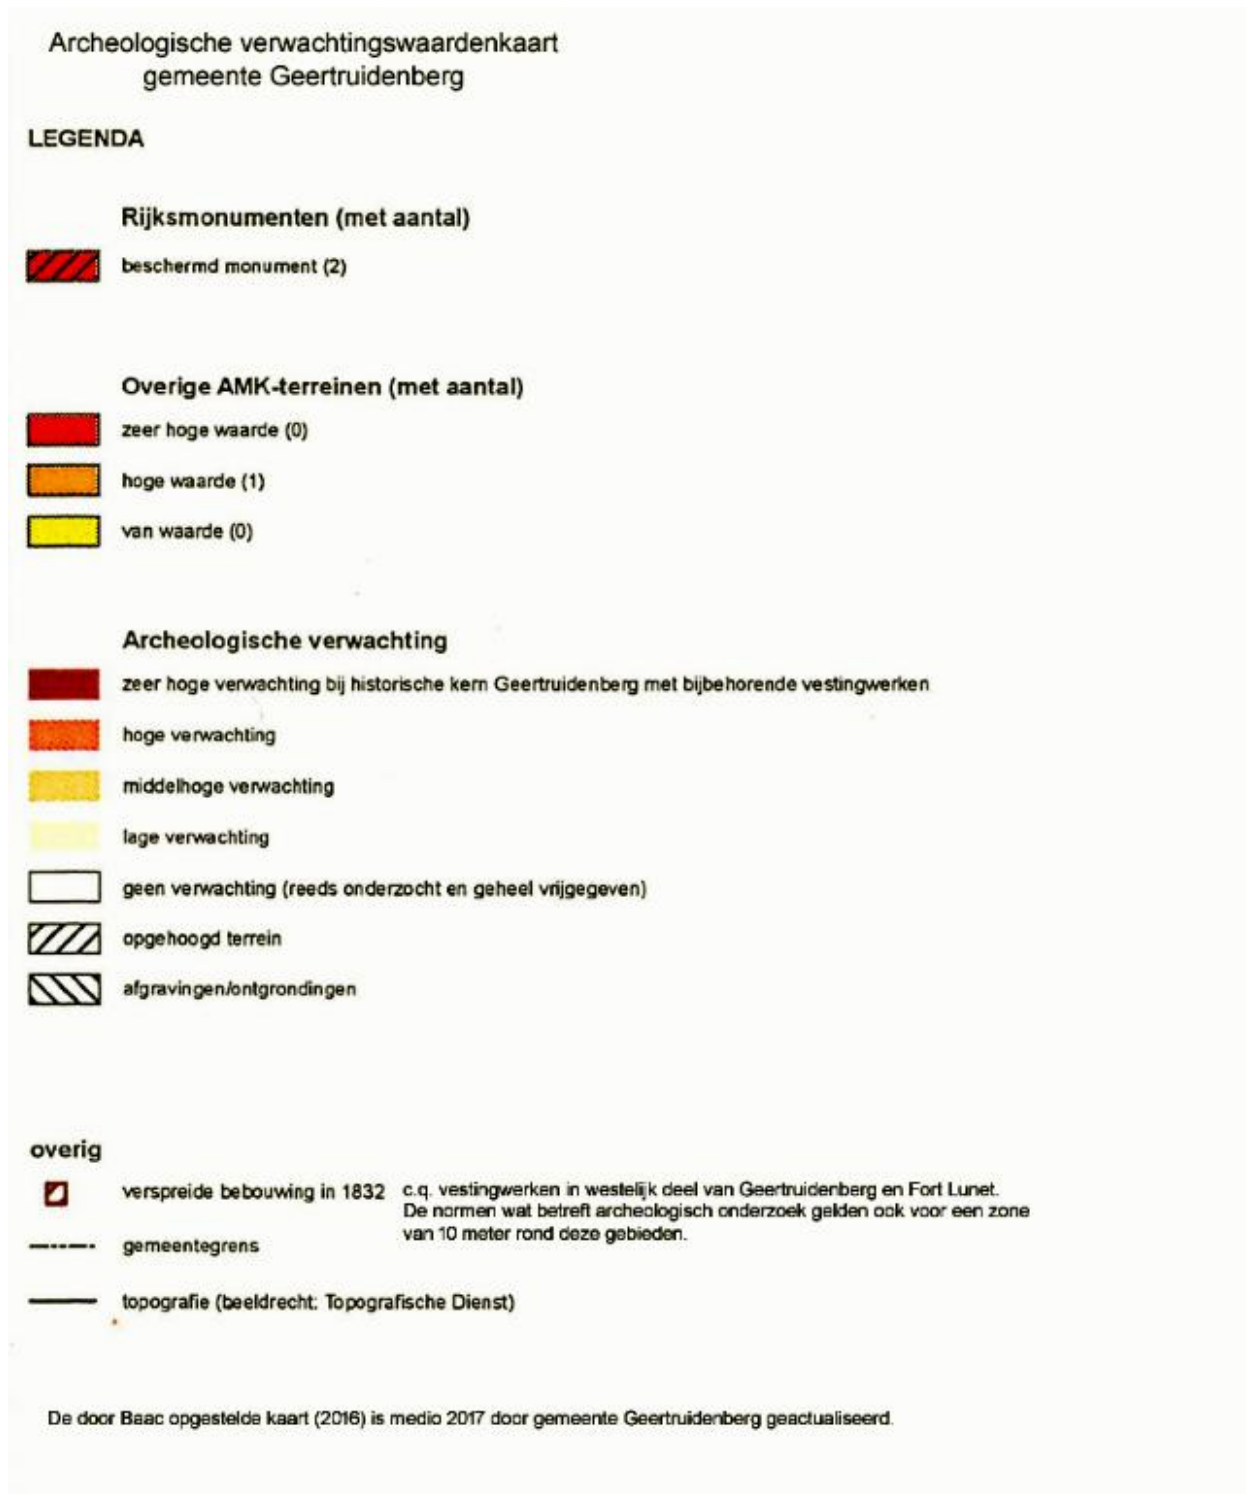 Archeologische verwachtingswaardenkaart
gemeente Geertruidenberg
LEGENDA
Rijksmonumenten (met aantal)
beschermd monument (2)
Overige AMK-terreinen (met aantal)
zeer hoge waarde (0)
hoge waarde (1)
van waarde (0)
Archeologische verwachting
zeer hoge verwachting bij historische kern Geertruidenberg met bijbehorende vestingwerken
hoge verwachting
middelhoge verwachting
lage verwachting
geen verwachting (reeds onderzocht en geheel vrijgegeven)
opgehoogd terrein
afgravingen/ontgrondingen
overig
verspreide bebouwing in 1832
c.q. vestingwerken in westelijk deel van Geertruidenberg en Fort Lunet.
De normen wat betreft archeologisch onderzoek gelden ook voor een zone
van 10 meter rond deze gebieden.
gemeentegrens
topografie (beeldrecht: Topografische Dienst)
De door Baac opgestelde kaart (2016) is medio 2017 door gemeente Geertruidenberg geactualiseerd.